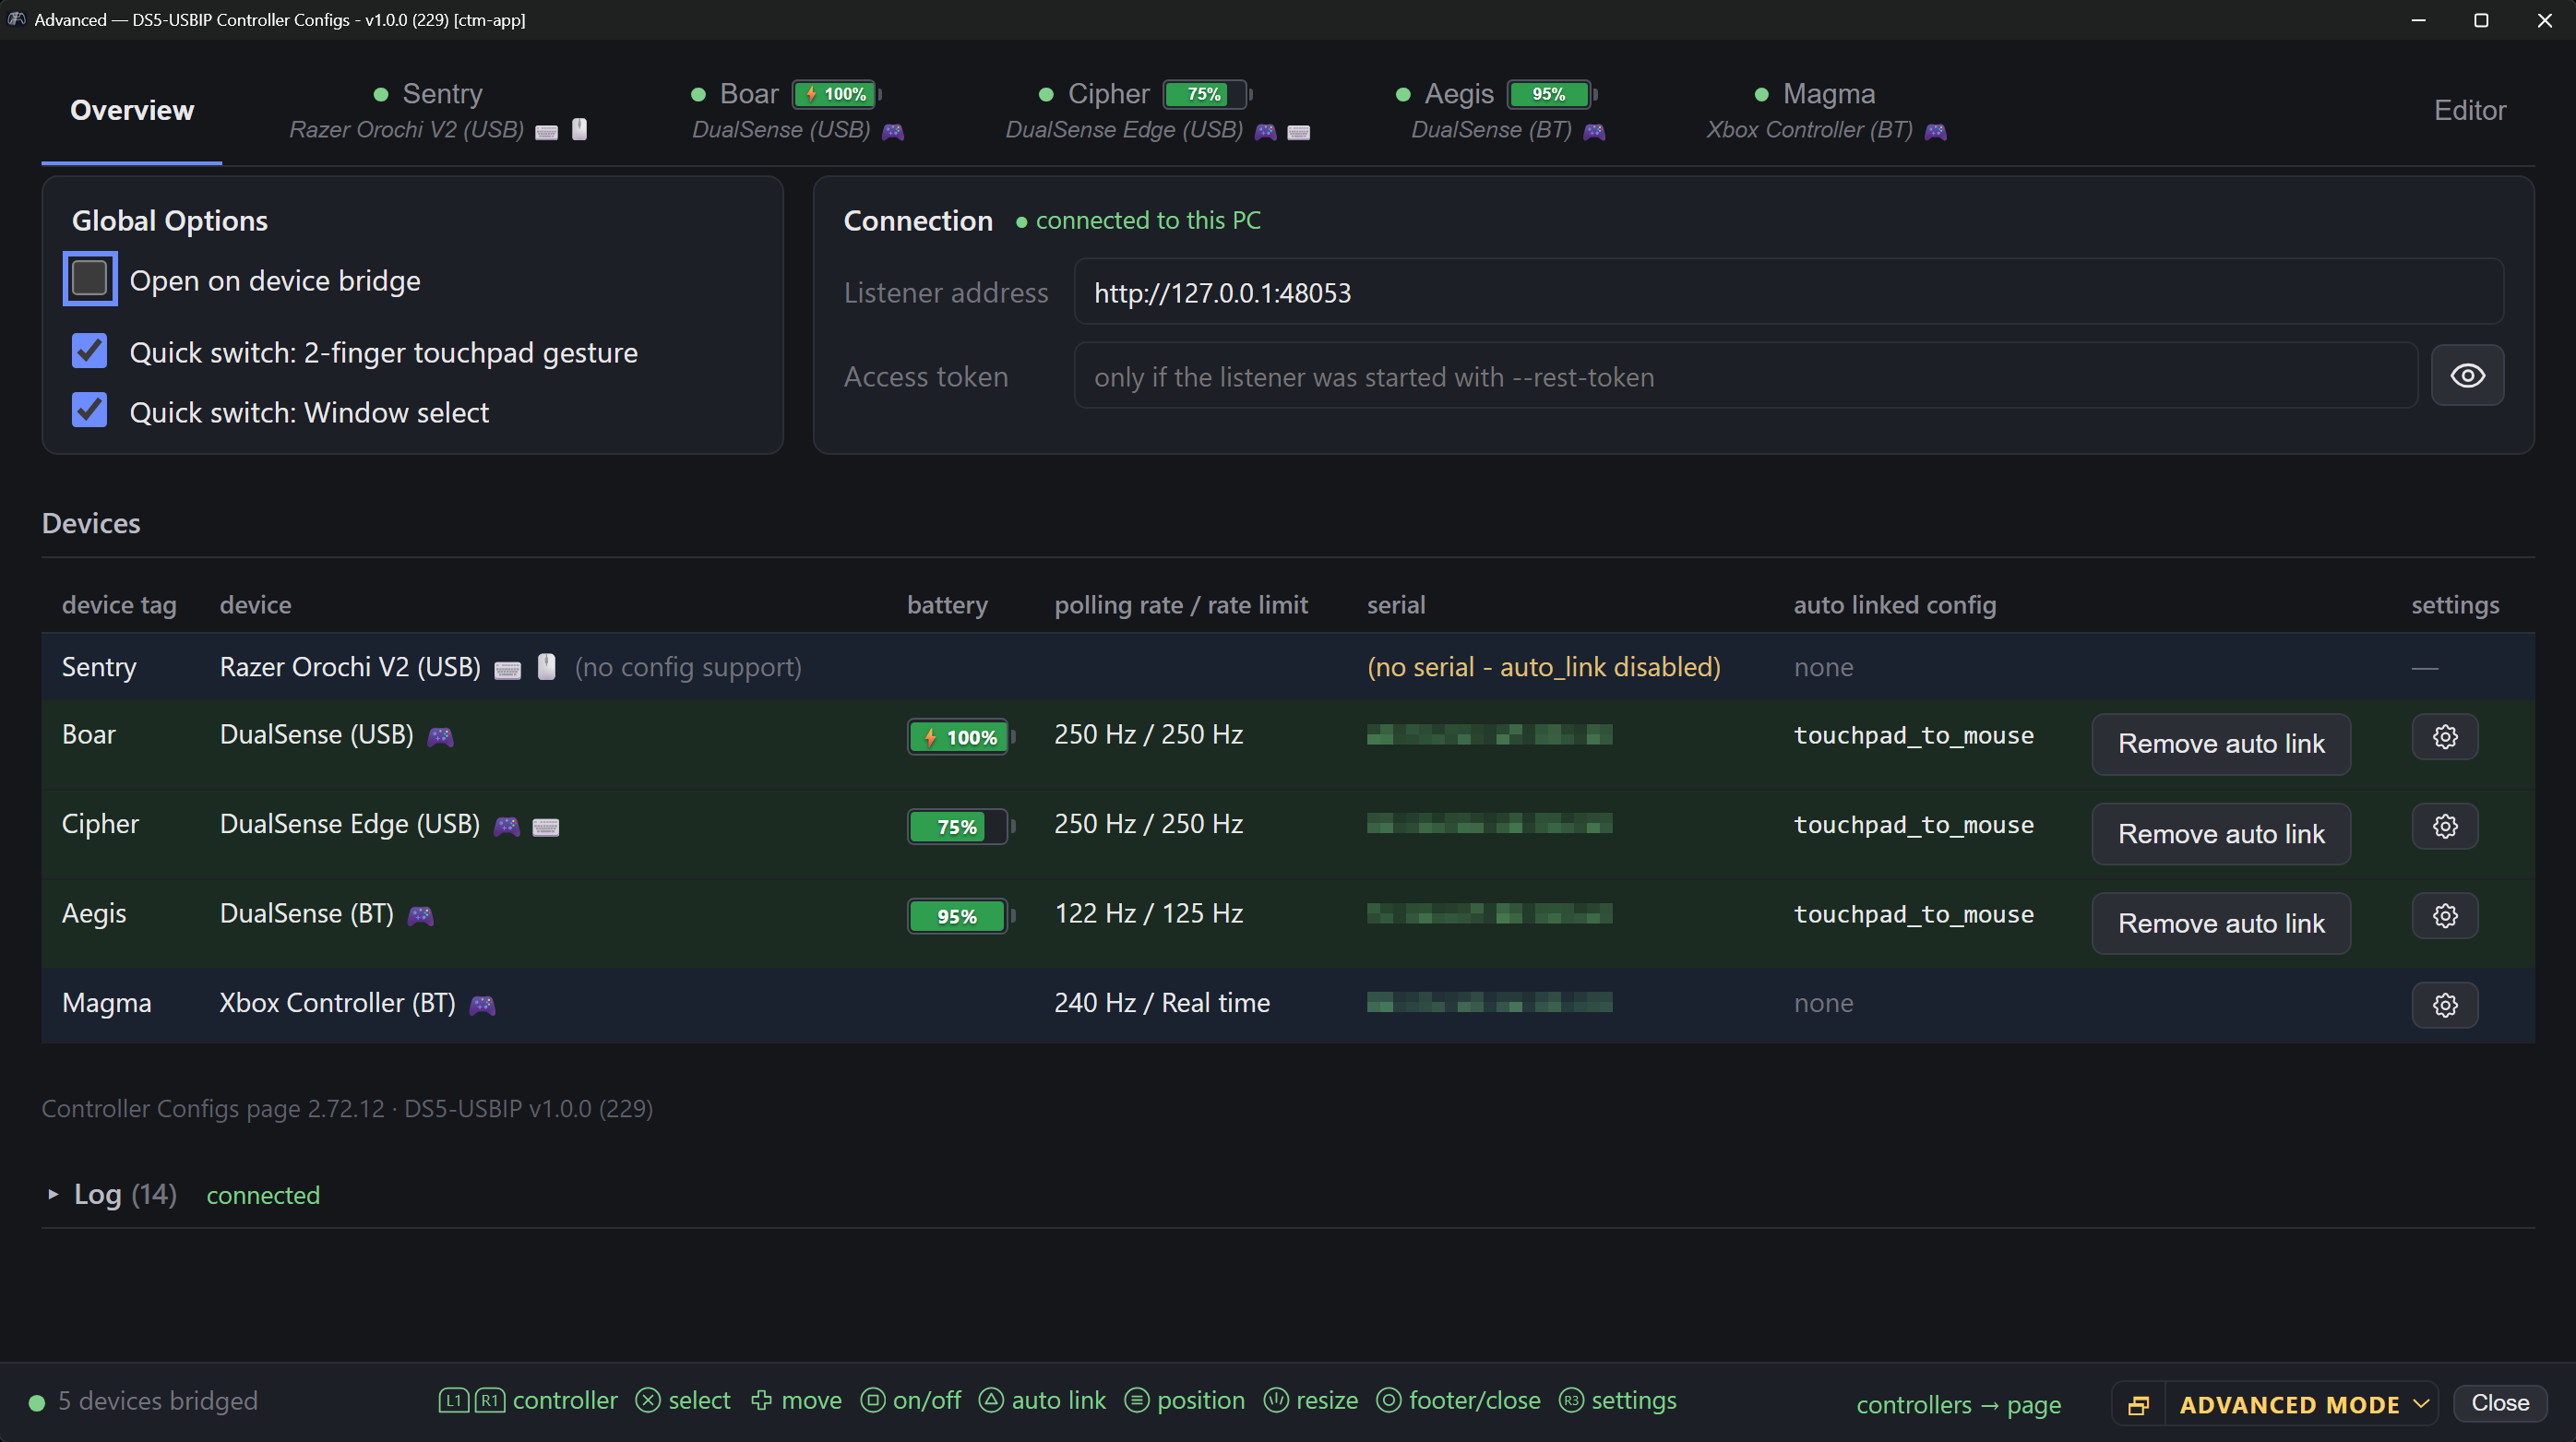 Advanced — DS5-USBIP Controller Configs - v1.0.0 (229) [ctm-app]
Overview
Sentry
Razer Orochi V2 (USB)
Boar 100%
DualSense (USB)
Cipher 75%
DualSense Edge (USB)
Aegis 95%
DualSense (BT)
Magma
Xbox Controller (BT)
Editor
Global Options
Open on device bridge
Quick switch: 2-finger touchpad gesture
Quick switch: Window select
Connection connected to this PC
Listener address http://127.0.0.1:48053
Access token only if the listener was started with --rest-token
Devices
device tag device battery polling rate / rate limit serial auto linked config settings
Sentry Razer Orochi V2 (USB) (no config support) (no serial - auto_link disabled) none —
Boar DualSense (USB) 100% 250 Hz / 250 Hz touchpad_to_mouse Remove auto link
Cipher DualSense Edge (USB) 75% 250 Hz / 250 Hz touchpad_to_mouse Remove auto link
Aegis DualSense (BT) 95% 122 Hz / 125 Hz touchpad_to_mouse Remove auto link
Magma Xbox Controller (BT) 240 Hz / Real time none
Controller Configs page 2.72.12 · DS5-USBIP v1.0.0 (229)
Log (14) connected
5 devices bridged L1 R1 controller select move on/off auto link position resize footer/close R3 settings controllers → page ADVANCED MODE Close